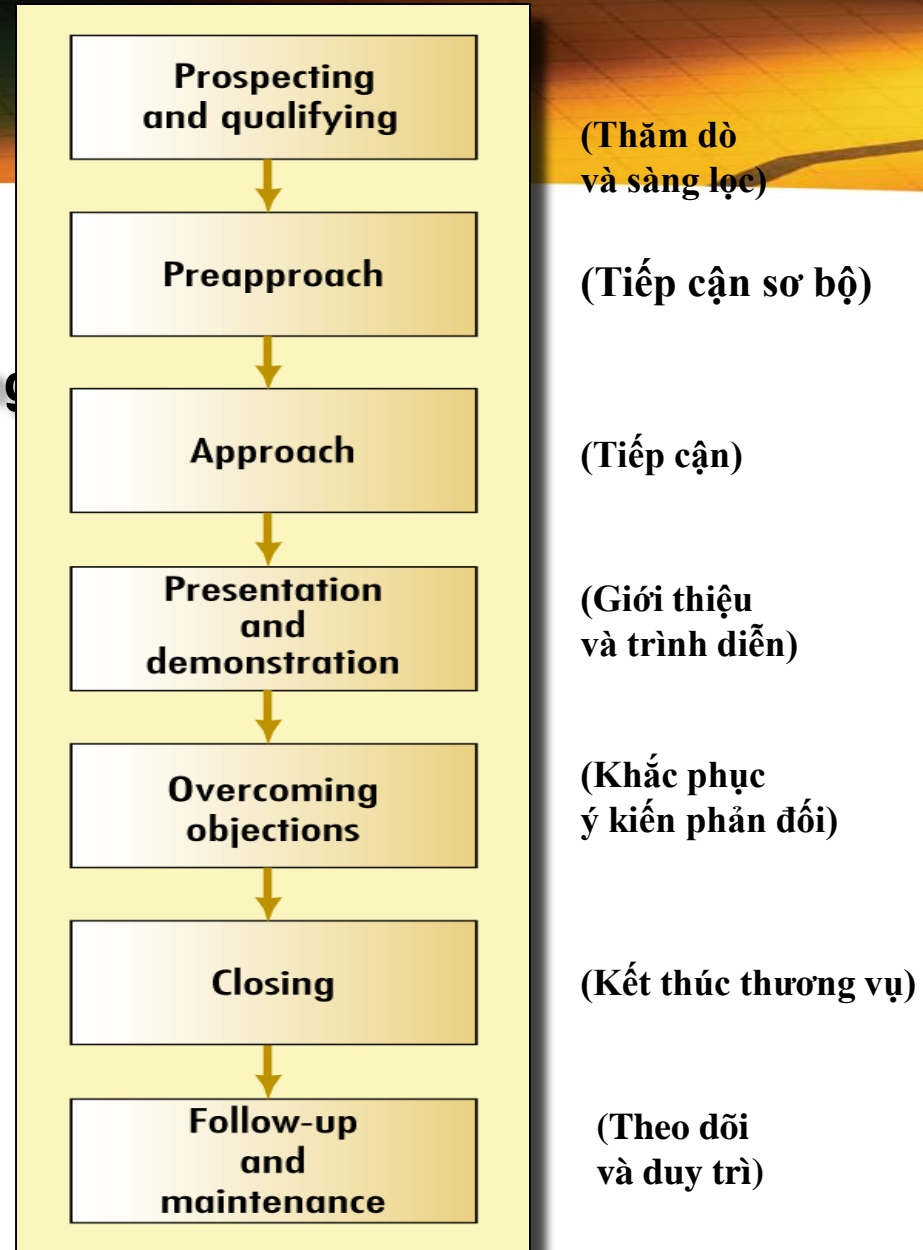 Prospecting
and qualifying
(Thăm dò
và sàng lọc)
Preapproach
(Tiếp cận sơ bộ)
Approach
(Tiếp cận)
Presentation
and
demonstration
(Giới thiệu
và trình diễn)
Overcoming
objections
(Khắc phục
ý kiến phản đối)
Closing
(Kết thúc thương vụ)
Follow-up
and
maintenance
(Theo dõi
và duy trì)